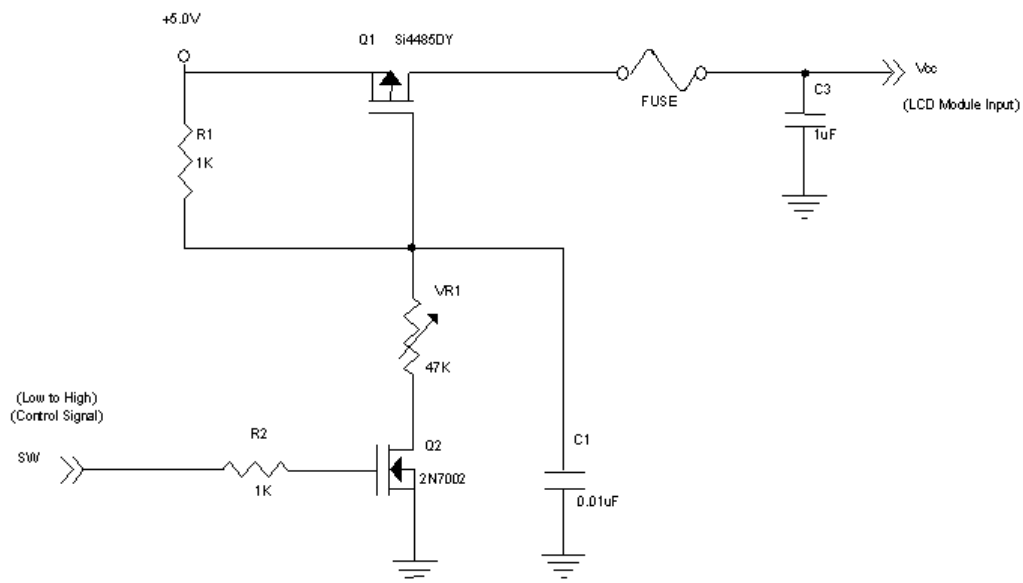 +5.0V
Q1 Si4485DY
FUSE
Vcc
(LCD Module Input)
C3
1uF
R1
1K
VR1
47K
(Low to High)
(Control Signal)
SW
R2
1K
Q2
2N7002
C1
0.01uF